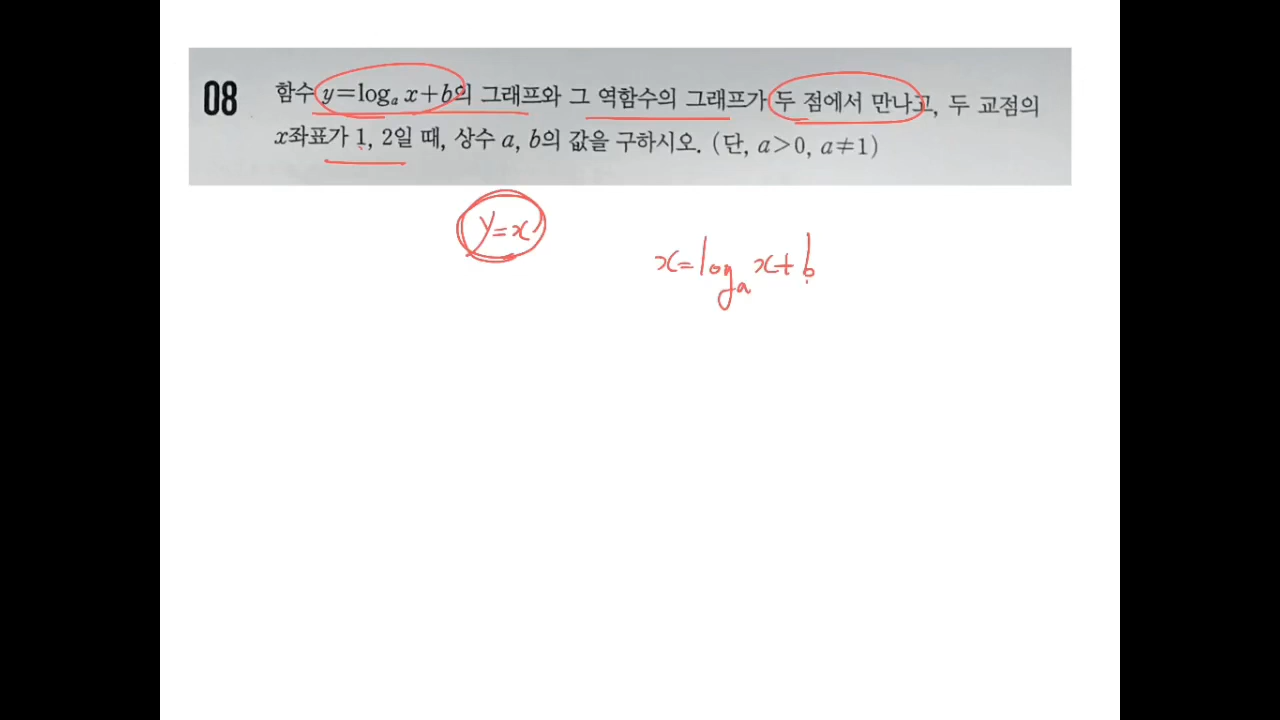 08 함수 y=logₐ x+b의 그래프와 그 역함수의 그래프가 두 점에서 만나고, 두 교점의
x좌표가 1, 2일 때, 상수 a, b의 값을 구하시오. (단, a>0, a≠1)
y=x
x=logₐ x+b